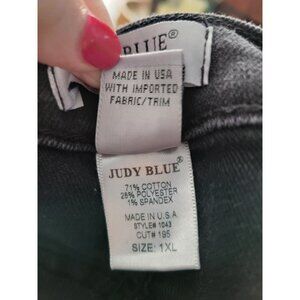 BLUE®
MADE IN USA
WITH IMPORTED
FABRIC/TRIM
JUDY BLUE®
71% COTTON
28% POLYESTER
1% SPANDEX
MADE IN U.S.A
STYLE# 1043
CUT# 195
SIZE: 1XL